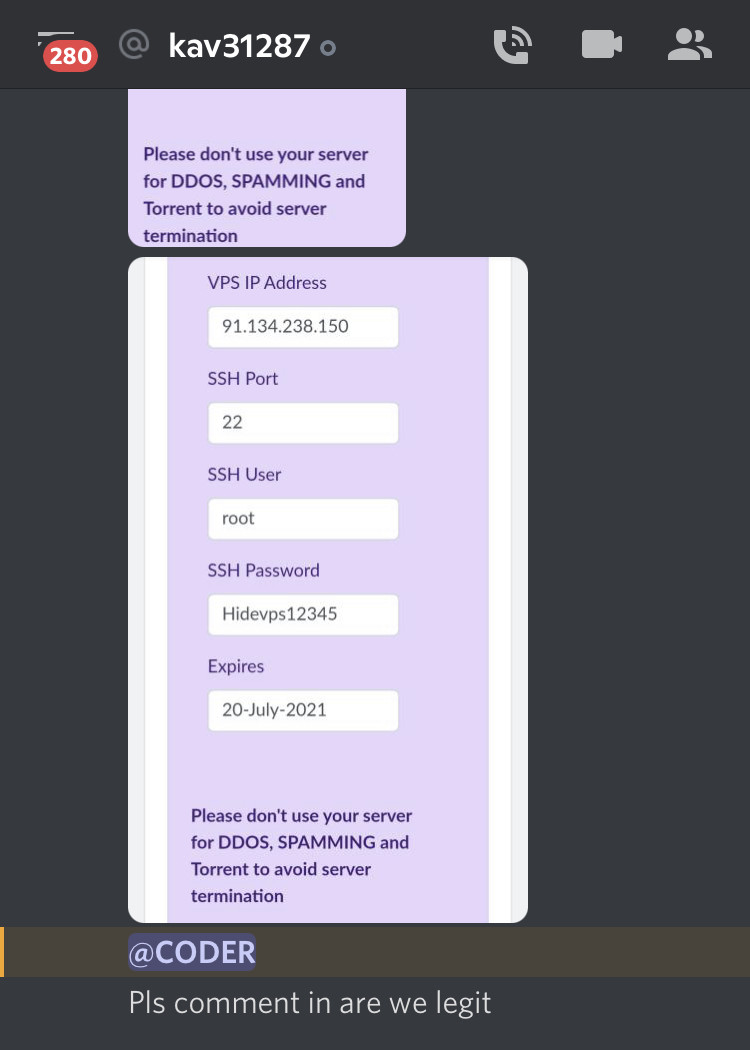 280
@ kav31287
Please don't use your server
for DDOS, SPAMMING and
Torrent to avoid server
termination
VPS IP Address
91.134.238.150
SSH Port
22
SSH User
root
SSH Password
Hidevps12345
Expires
20-July-2021
Please don't use your server
for DDOS, SPAMMING and
Torrent to avoid server
termination
@CODER
Pls comment in are we legit